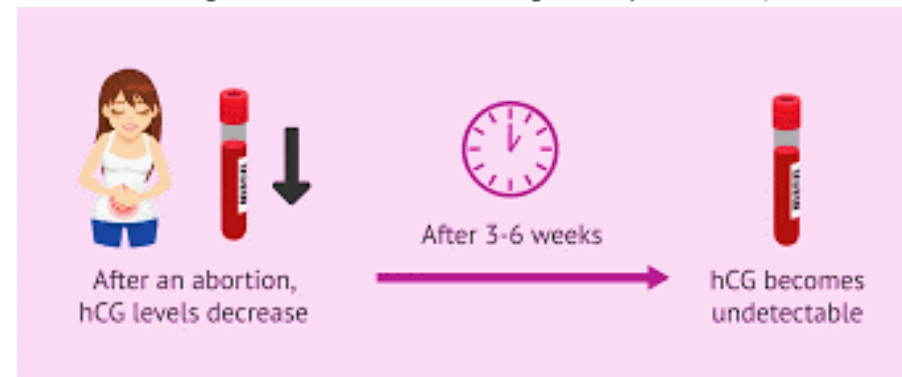 After 3-6 weeks
After an abortion,
hCG levels decrease
hCG becomes
undetectable